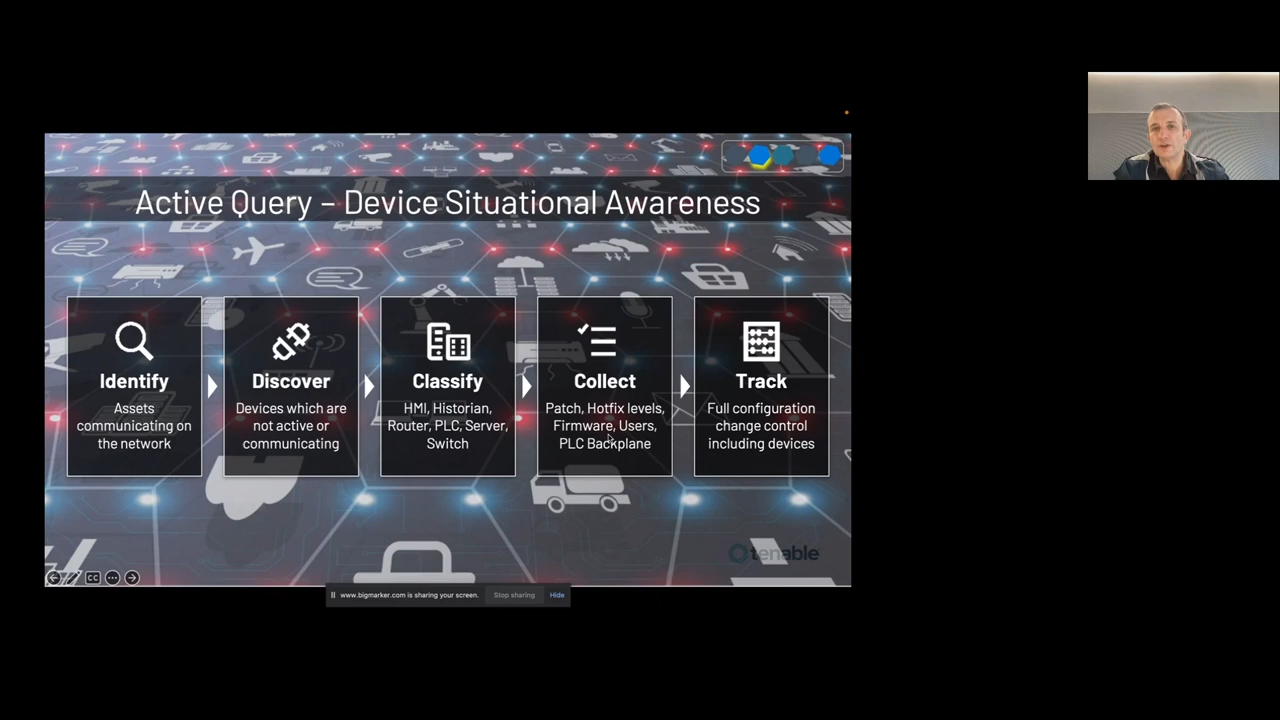 Active Query – Device Situational Awareness
Identify
Assets
communicating on
the network
Discover
Devices which are
not active or
communicating
Classify
HMI, Historian,
Router, PLC, Server,
Switch
Collect
Patch, Hotfix levels,
Firmware, Users,
PLC Backplane
Track
Full configuration
change control
including devices
tenable
CC
www.bigmarker.com is sharing your screen.
Stop sharing
Hide